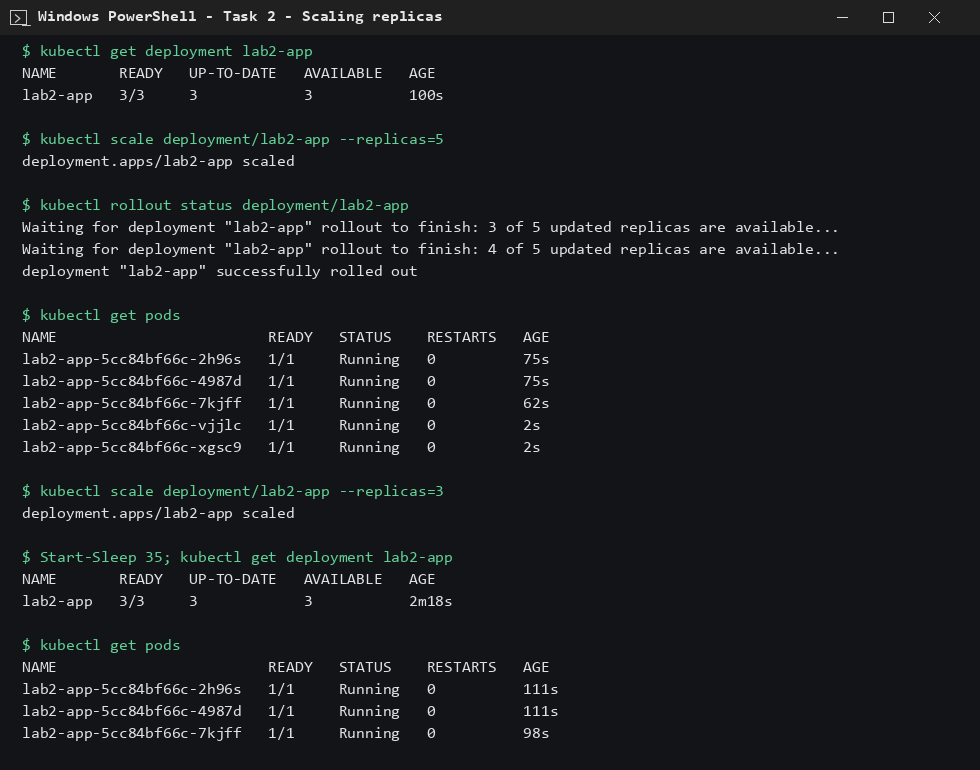 Windows PowerShell - Task 2 - Scaling replicas
$ kubectl get deployment lab2-app
NAME       READY   UP-TO-DATE   AVAILABLE   AGE
lab2-app   3/3     3            3           100s
$ kubectl scale deployment/lab2-app --replicas=5
deployment.apps/lab2-app scaled
$ kubectl rollout status deployment/lab2-app
Waiting for deployment "lab2-app" rollout to finish: 3 of 5 updated replicas are available...
Waiting for deployment "lab2-app" rollout to finish: 4 of 5 updated replicas are available...
deployment "lab2-app" successfully rolled out
$ kubectl get pods
NAME                        READY   STATUS    RESTARTS   AGE
lab2-app-5cc84bf66c-2h96s   1/1     Running   0          75s
lab2-app-5cc84bf66c-4987d   1/1     Running   0          75s
lab2-app-5cc84bf66c-7kjff   1/1     Running   0          62s
lab2-app-5cc84bf66c-vjjlc   1/1     Running   0          2s
lab2-app-5cc84bf66c-xgsc9   1/1     Running   0          2s
$ kubectl scale deployment/lab2-app --replicas=3
deployment.apps/lab2-app scaled
$ Start-Sleep 35; kubectl get deployment lab2-app
NAME       READY   UP-TO-DATE   AVAILABLE   AGE
lab2-app   3/3     3            3           2m18s
$ kubectl get pods
NAME                        READY   STATUS    RESTARTS   AGE
lab2-app-5cc84bf66c-2h96s   1/1     Running   0          111s
lab2-app-5cc84bf66c-4987d   1/1     Running   0          111s
lab2-app-5cc84bf66c-7kjff   1/1     Running   0          98s